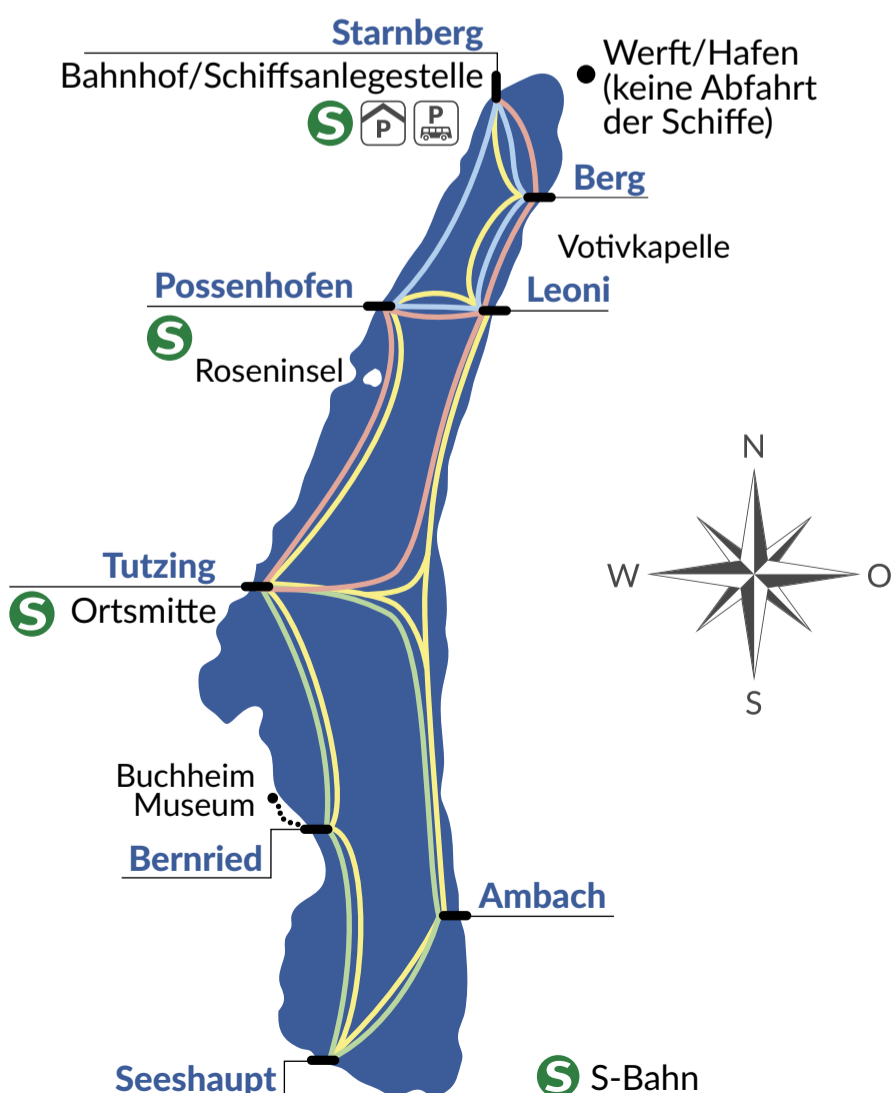 Starnberg
Bahnhof/Schiffsanlegestelle
S P P
Werft/Hafen
(keine Abfahrt
der Schiffe)
Berg
Votivkapelle
Possenhofen
Leoni
S
Roseninsel
N
W
O
S
Tutzing
S Ortsmitte
Buchheim
Museum
Bernried
Ambach
Seeshaupt
S S-Bahn